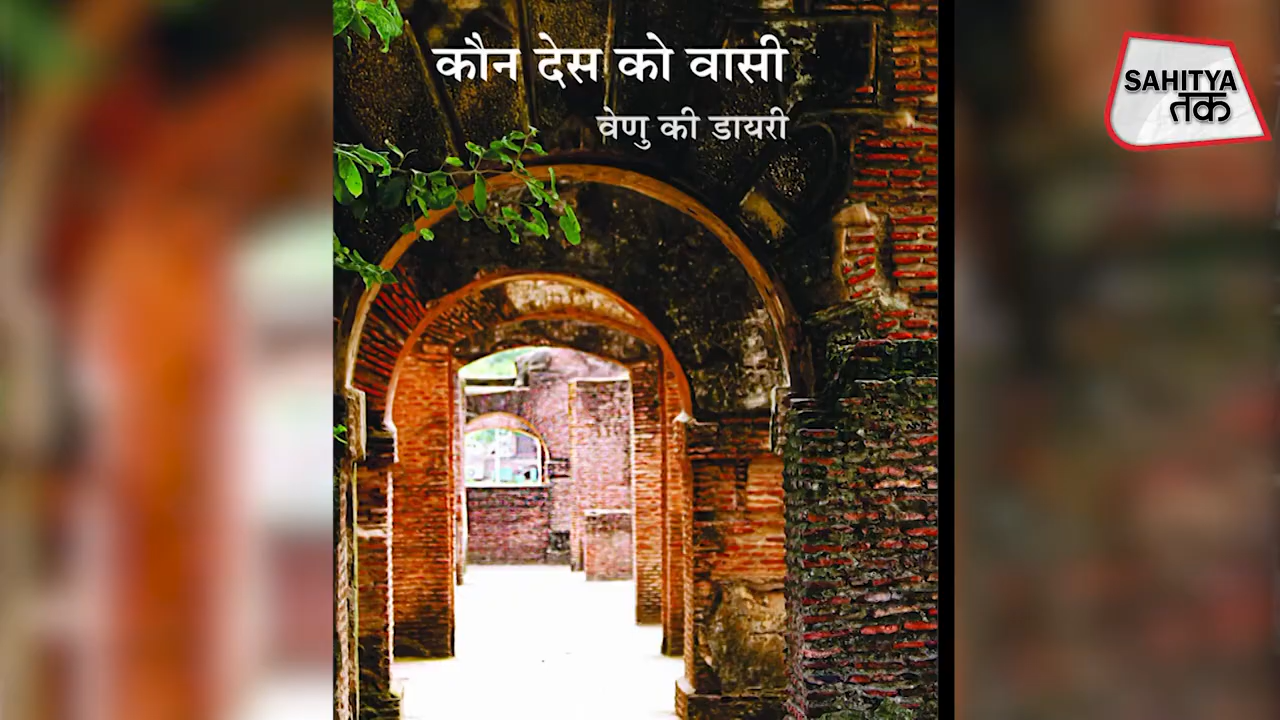 कौन देस को वासी
वेणु की डायरी
SAHITYA
तक